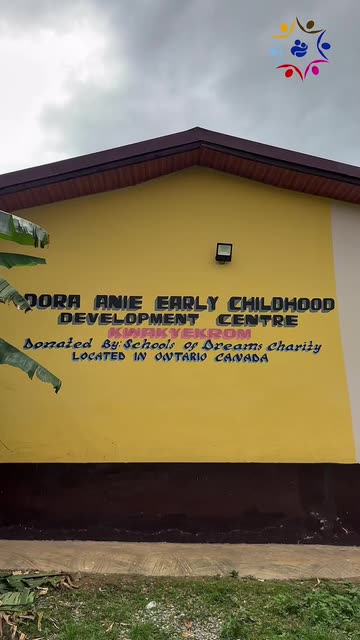 DORA ANIE EARLY CHILDHOOD
DEVELOPMENT CENTRE
KWAKYEKROM
Donated By: Schools of Dreams Charity
LOCATED IN ONTARIO CANADA